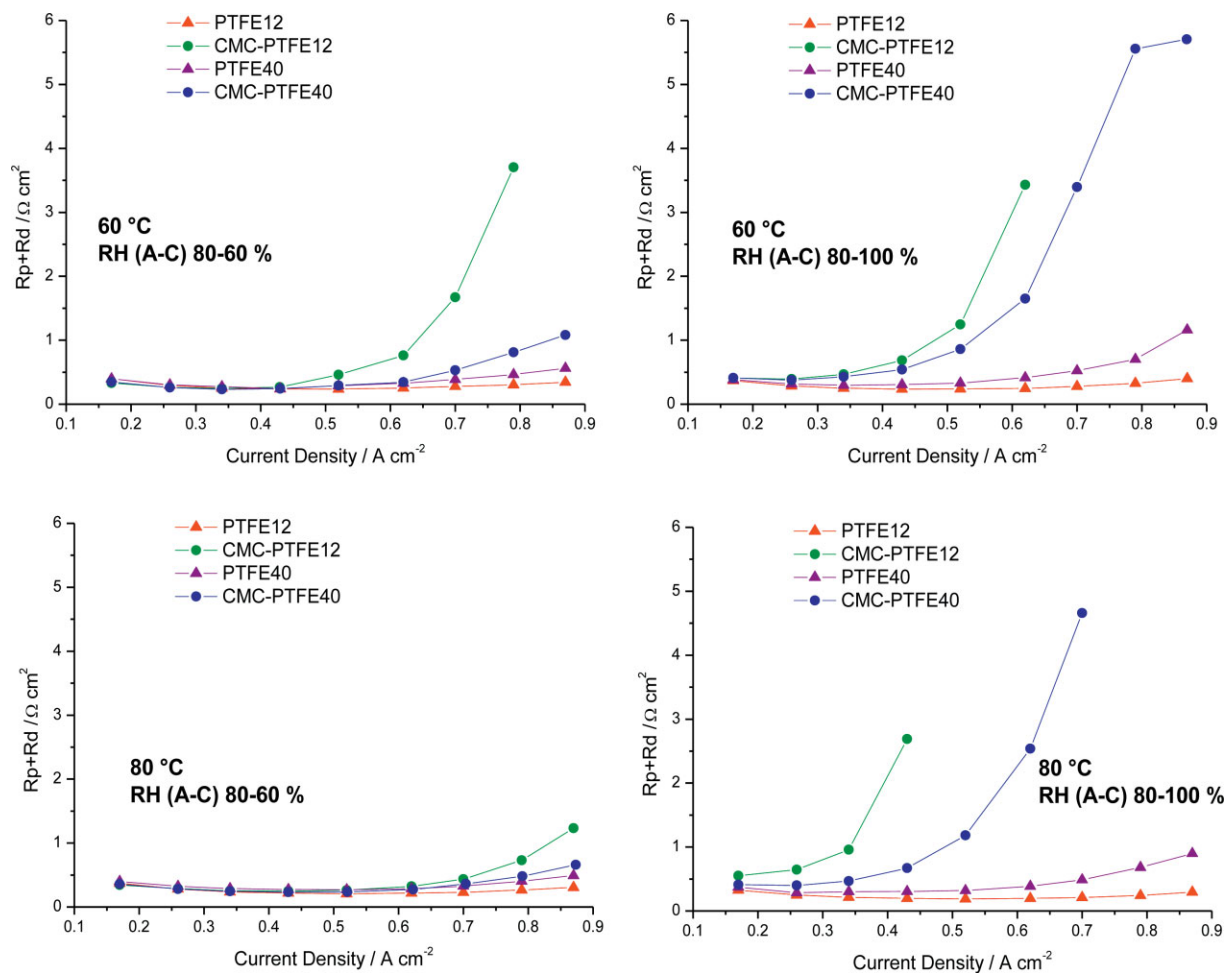 PTFE12
CMC-PTFE12
PTFE40
CMC-PTFE40
6
5
4
3
2
1
0
Rp+Rd / Ω cm²
60 °C
RH (A-C) 80-60 %
0.1 0.2 0.3 0.4 0.5 0.6 0.7 0.8 0.9
Current Density / A cm⁻²
PTFE12
CMC-PTFE12
PTFE40
CMC-PTFE40
6
5
4
3
2
1
0
Rp+Rd / Ω cm²
60 °C
RH (A-C) 80-100 %
0.1 0.2 0.3 0.4 0.5 0.6 0.7 0.8 0.9
Current Density / A cm⁻²
PTFE12
CMC-PTFE12
PTFE40
CMC-PTFE40
6
5
4
3
2
1
0
Rp+Rd / Ω cm²
80 °C
RH (A-C) 80-60 %
0.1 0.2 0.3 0.4 0.5 0.6 0.7 0.8 0.9
Current Density / A cm⁻²
PTFE12
CMC-PTFE12
PTFE40
CMC-PTFE40
6
5
4
3
2
1
0
Rp+Rd / Ω cm²
80 °C
RH (A-C) 80-100 %
0.1 0.2 0.3 0.4 0.5 0.6 0.7 0.8 0.9
Current Density / A cm⁻²